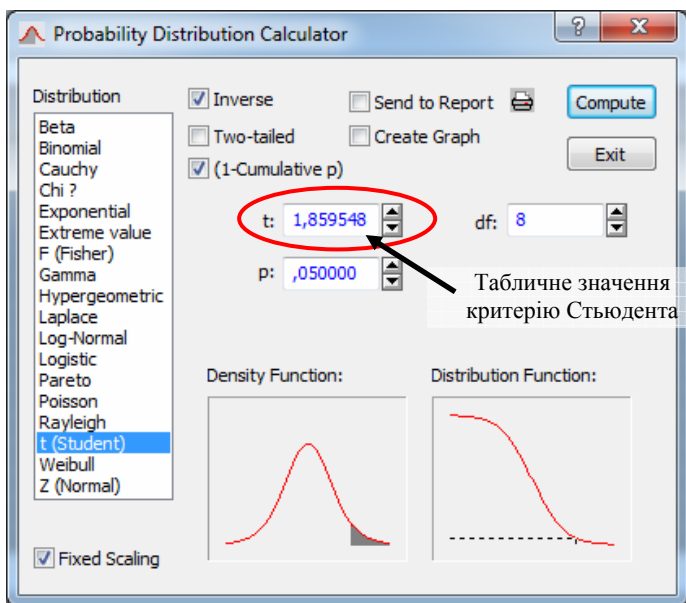 Probability Distribution Calculator
Distribution
Inverse
Send to Report
Compute
Two-tailed
Create Graph
Exit
(1-Cumulative p)
Beta
Binomial
Cauchy
Chi ?
Exponential
Extreme value
F (Fisher)
Gamma
Hypergeometric
Laplace
Log-Normal
Logistic
Pareto
Poisson
Rayleigh
t (Student)
Weibull
Z (Normal)
t: 1,859548
df: 8
p: ,050000
Табличне значення
критерію Стьюдента
Density Function:
Distribution Function:
Fixed Scaling